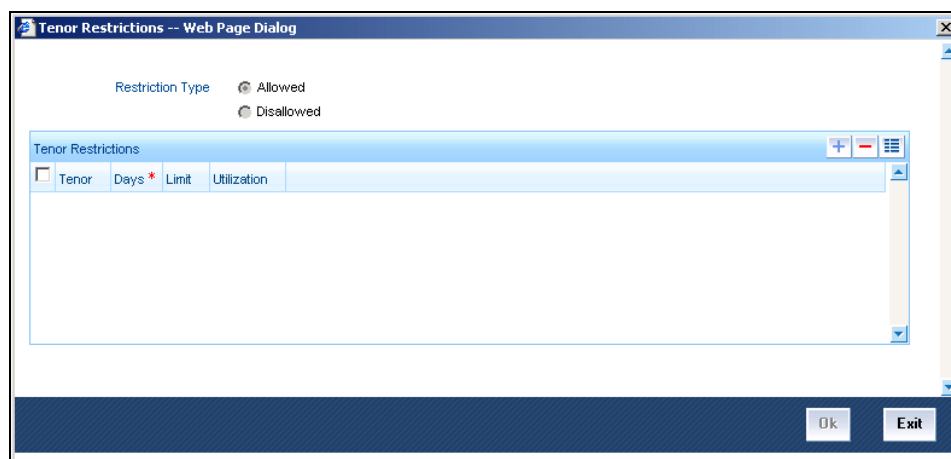 Tenor Restrictions -- Web Page Dialog
Restriction Type Allowed
Disallowed
Tenor Restrictions
Tenor Days * Limit Utilization
Ok Exit